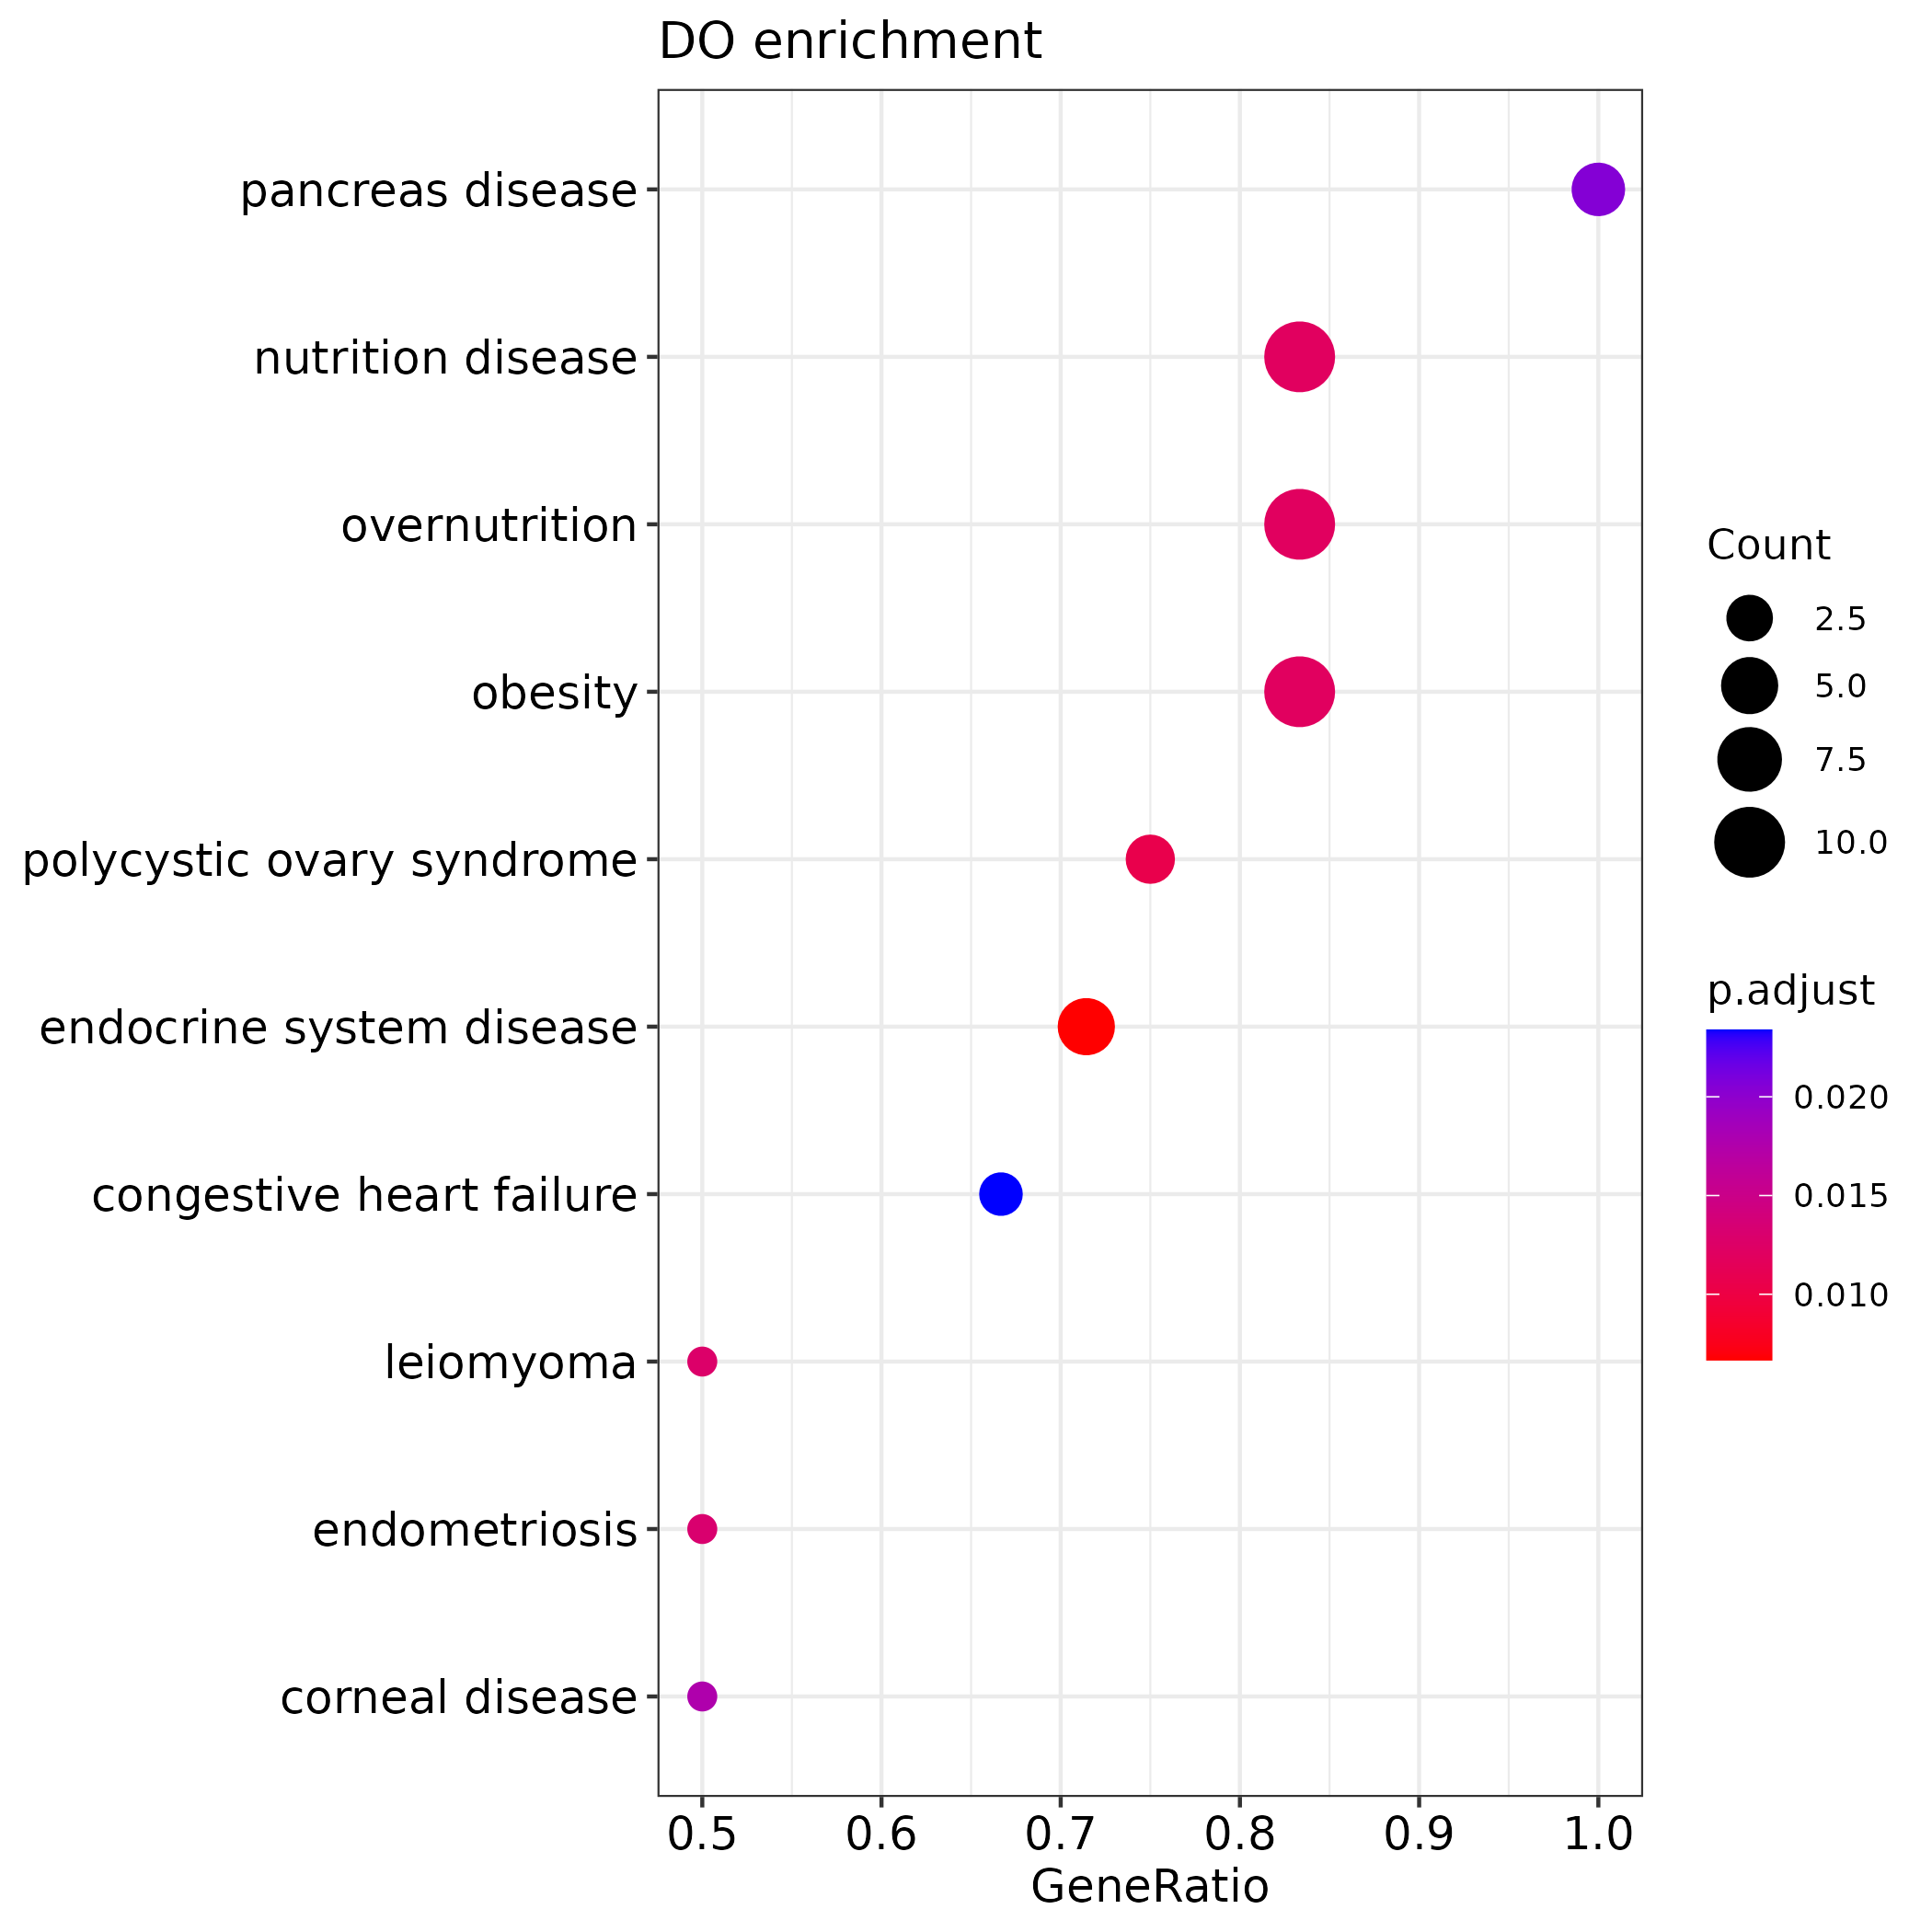 DO enrichment
pancreas disease
nutrition disease
overnutrition
obesity
polycystic ovary syndrome
endocrine system disease
congestive heart failure
leiomyoma
endometriosis
corneal disease
0.5 0.6 0.7 0.8 0.9 1.0
GeneRatio
Count
2.5
5.0
7.5
10.0
p.adjust
0.020
0.015
0.010